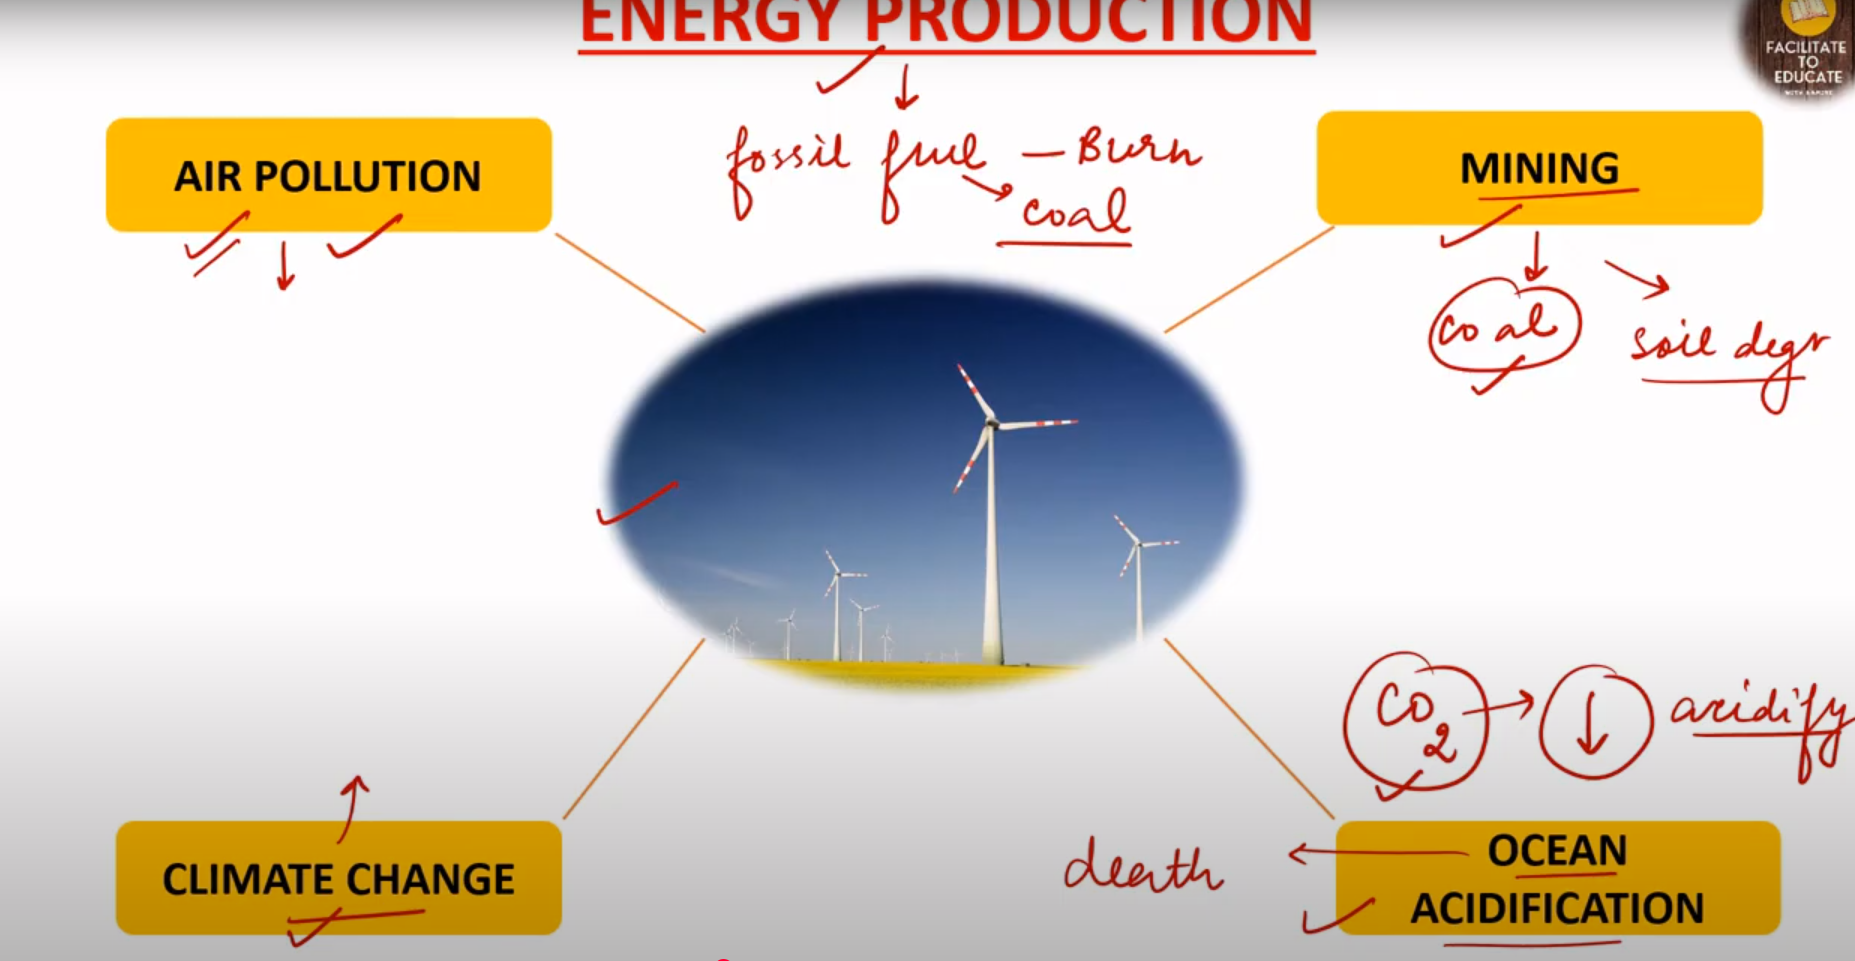 ENERGY PRODUCTION
FACILITATE
TO
EDUCATE
fossil fuel – Burn
coal
AIR POLLUTION
MINING
coal
soil degr
CO2 → ↓ acidify
CLIMATE CHANGE
death
OCEAN
ACIDIFICATION